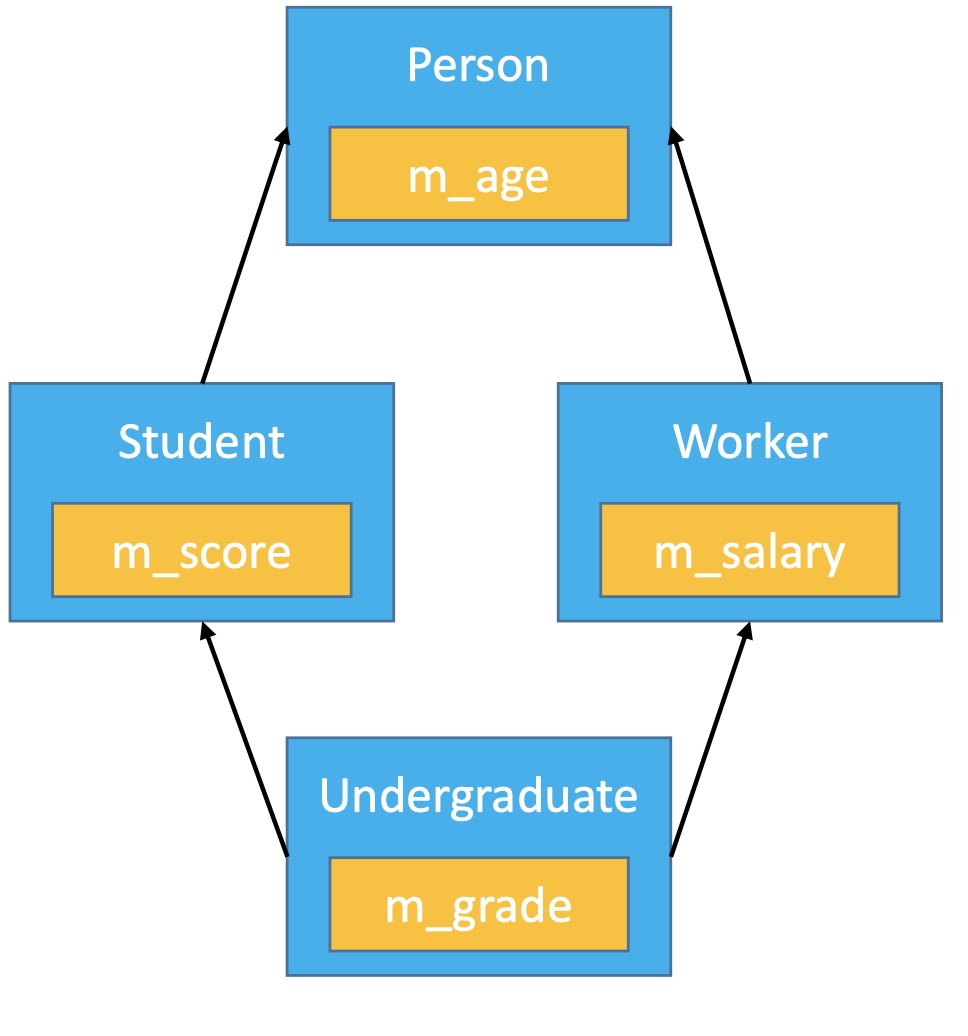 Person
m_age
Student
m_score
Worker
m_salary
Undergraduate
m_grade